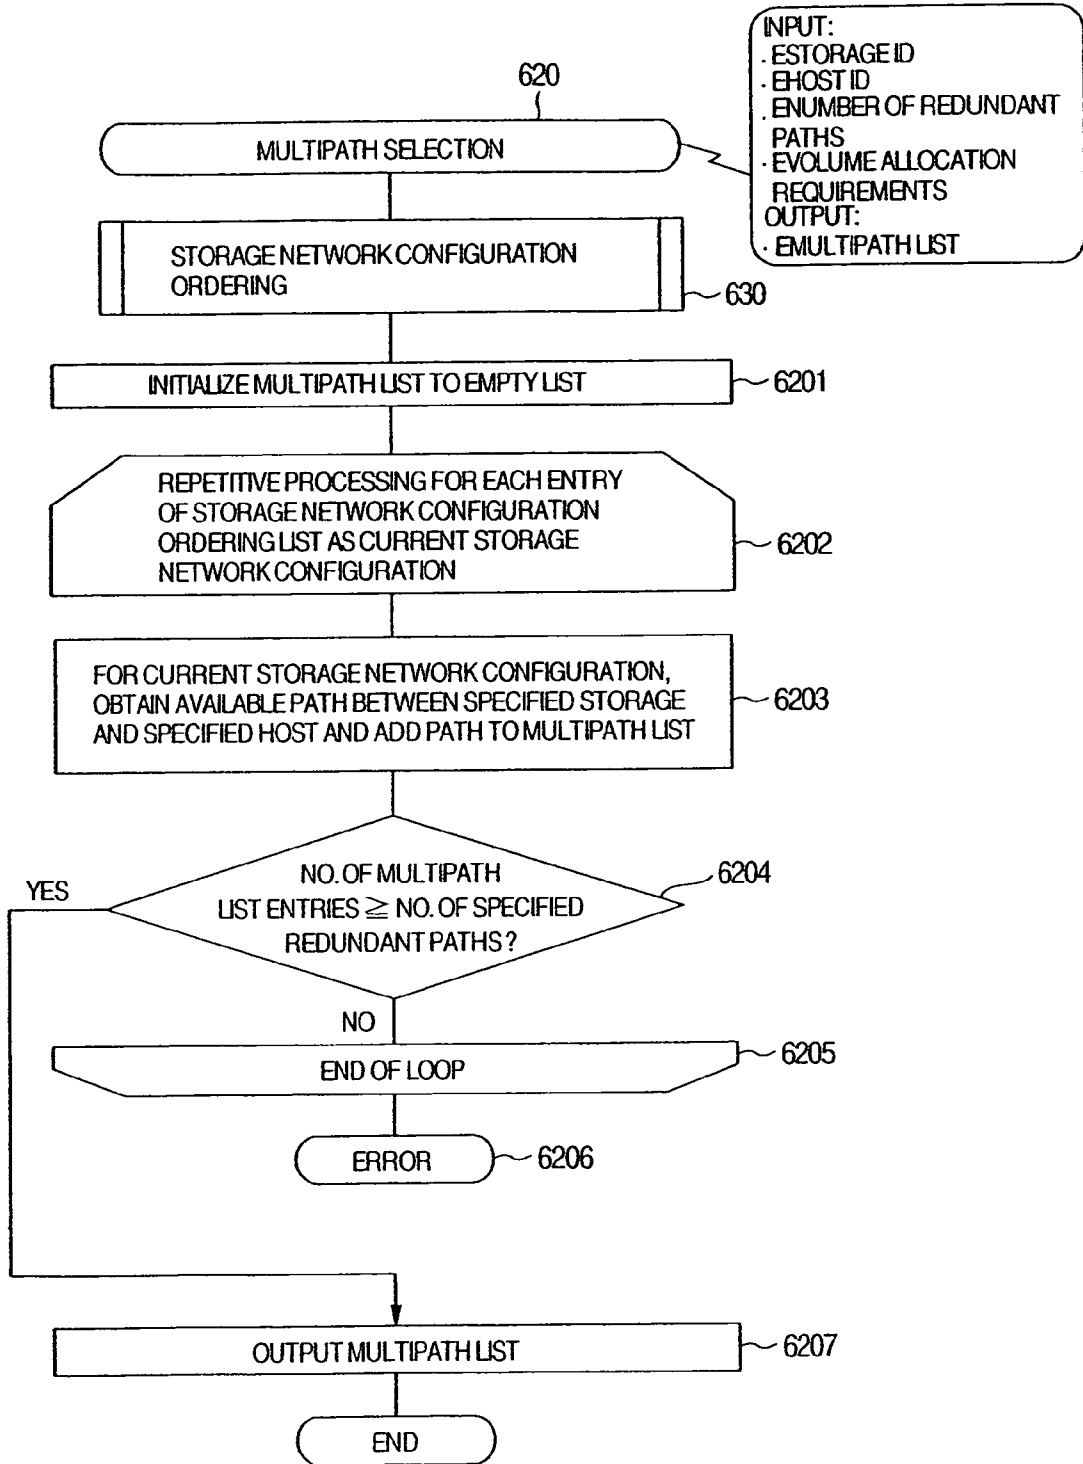 INPUT:
· ESTORAGE ID
· EHOST ID
. ENUMBER OF REDUNDANT
PATHS
· EVOLUME ALLOCATION
REQUIREMENTS
OUTPUT:
· EMULTIPATH LIST
620
MULTIPATH SELECTION
STORAGE NETWORK CONFIGURATION
ORDERING
630
INITIALIZE MULTIPATH LIST TO EMPTY LIST
6201
REPETITIVE PROCESSING FOR EACH ENTRY
OF STORAGE NETWORK CONFIGURATION
ORDERING LIST AS CURRENT STORAGE
NETWORK CONFIGURATION
6202
FOR CURRENT STORAGE NETWORK CONFIGURATION,
OBTAIN AVAILABLE PATH BETWEEN SPECIFIED STORAGE
AND SPECIFIED HOST AND ADD PATH TO MULTIPATH LIST
6203
NO. OF MULTIPATH
LIST ENTRIES ≧ NO. OF SPECIFIED
REDUNDANT PATHS?
6204
YES
NO
END OF LOOP
6205
ERROR
6206
OUTPUT MULTIPATH LIST
6207
END